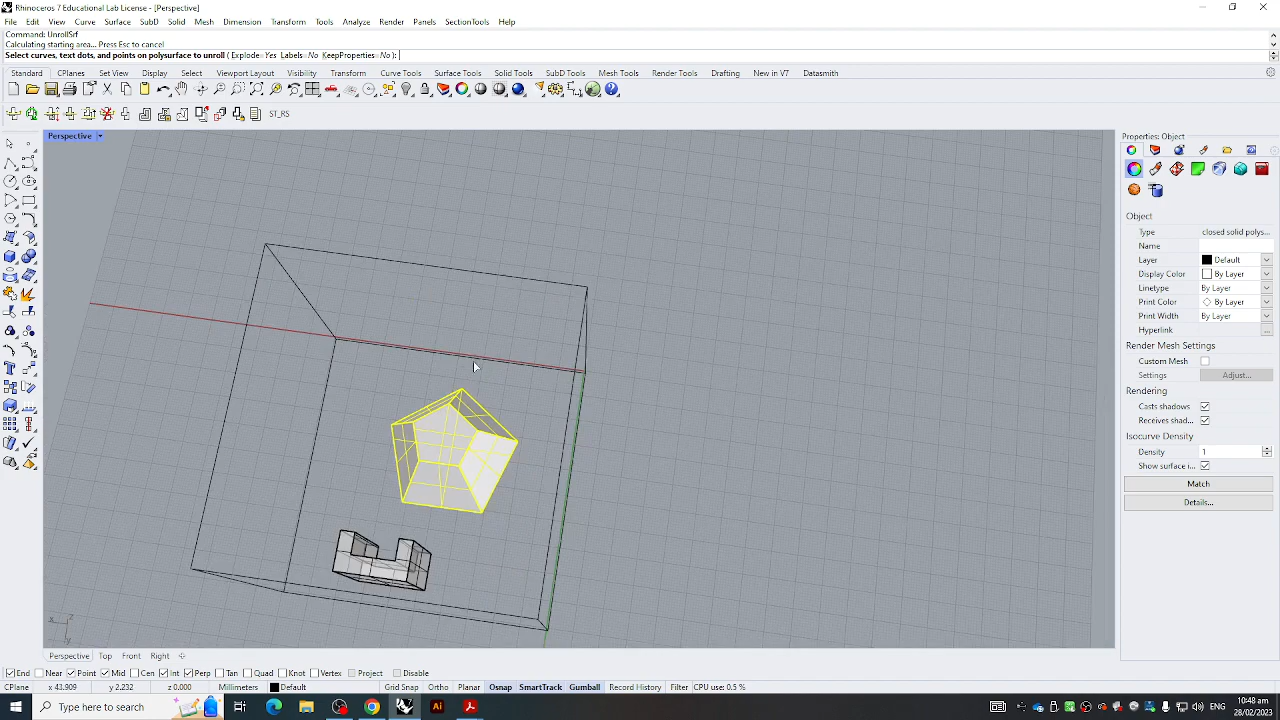 Rhinoceros 7 Educational Lab License - [Perspective]
File Edit View Curve Surface SubD Solid Mesh Dimension Transform Tools Analyze Render Panels SectionTools Help
Command: UnrollSrf
Calculating starting area... Press Esc to cancel
Select curves, text dots, and points on polysurface to unroll ( Explode=Yes Labels=No KeepProperties=No ):
Standard CPlanes Set View Display Select Viewport Layout Visibility Transform Curve Tools Surface Tools Solid Tools SubD Tools Mesh Tools Render Tools Drafting New in V7 Datasmith
ST_RS
Perspective
Properties: Object
Object
Type closed solid polys...
Name
Layer Default
Display Color By Layer
Linetype By Layer
Print Color By Layer
Print Width By Layer
Hyperlink ...
Render Mesh Settings
Custom Mesh
Settings Adjust...
Rendering
Casts shadows
Receives shad...
Isocurve Density
Density 1
Show surface i...
Match
Details...
x z
y
Perspective Top Front Right
End Near Point Mid Cen Int Perp Tan Quad Knot Vertex Project Disable
CPlane x 43.909 y 2.232 z 0.000 Millimeters Default Grid Snap Ortho Planar Osnap SmartTrack Gumball Record History Filter CPU use: 0.5 %
Type here to search
Ai
ENG
10:48 am
28/02/2023